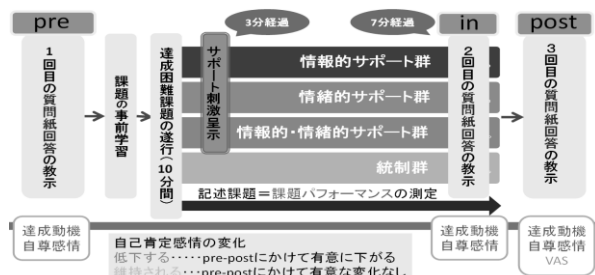 pre
3分経過
7分経過
in
post
1回目の質問紙回答の教示
課題の事前学習
達成困難課題の遂行(10分間)
サポート刺激呈示
情報的サポート群
情緒的サポート群
情報的・情緒的サポート群
統制群
2回目の質問紙回答の教示
3回目の質問紙回答の教示
記述課題=課題パフォーマンスの測定
達成動機
自尊感情
達成動機
自尊感情
達成動機
自尊感情
VAS
自己肯定感情の変化
低下する・・・・・pre-postにかけて有意に下がる
維持される・・・pre-postにかけて有意な変化なし